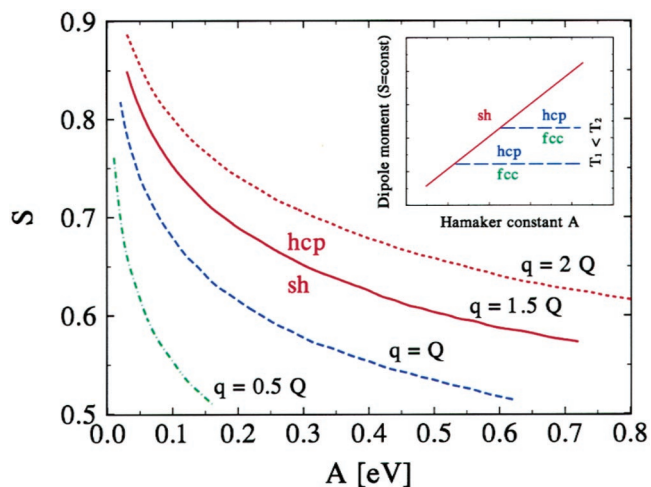 0.9
0.8
0.7
0.6
0.5
S
0.0 0.1 0.2 0.3 0.4 0.5 0.6 0.7 0.8
A [eV]
hcp
sh
q = 2 Q
q = 1.5 Q
q = Q
q = 0.5 Q
Dipole moment (S=const)
Hamaker constant A
sh
hcp
fcc
hcp
fcc
T₁ < T₂